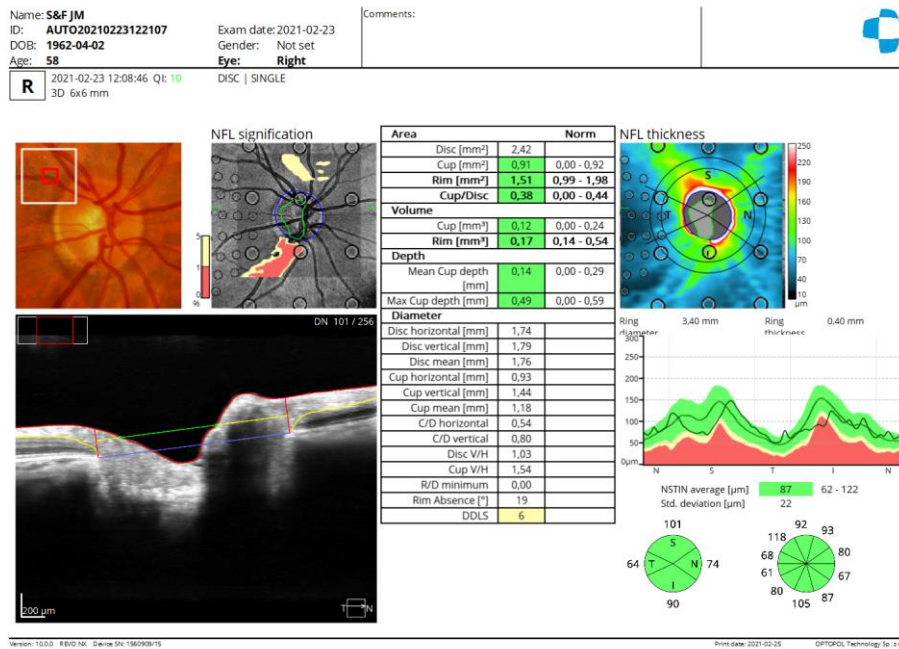 Name: S&F JM
ID: AUTO20210223122107
DOB: 1962-04-02
Age: 58
Exam date: 2021-02-23
Gender: Not set
Eye: Right
Comments:
R
2021-02-23 12:08:46 QI: 10
3D 6x6 mm
DISC | SINGLE
NFL signification
5
1
0
%
DN 101 / 256
200 µm
T N
Area Norm
Disc [mm²] 2,42
Cup [mm²] 0,91 0,00 - 0,92
Rim [mm²] 1,51 0,99 - 1,98
Cup/Disc 0,38 0,00 - 0,44
Volume
Cup [mm³] 0,12 0,00 - 0,24
Rim [mm³] 0,17 0,14 - 0,54
Depth
Mean Cup depth 0,14 0,00 - 0,29
[mm]
Max Cup depth [mm] 0,49 0,00 - 0,59
Diameter
Disc horizontal [mm] 1,74
Disc vertical [mm] 1,79
Disc mean [mm] 1,76
Cup horizontal [mm] 0,93
Cup vertical [mm] 1,44
Cup mean [mm] 1,18
C/D horizontal 0,54
C/D vertical 0,80
Disc V/H 1,03
Cup V/H 1,54
R/D minimum 0,00
Rim Absence [°] 19
DDLS 6
NFL thickness
S
T N
I
250
220
190
160
130
100
70
40
10
µm
Ring diameter 3,40 mm Ring thickness 0,40 mm
300
250
200
150
100
50
0µm
N S T I N
NSTIN average [µm] 87 62 - 122
Std. deviation [µm] 22
101
S
64 T N 74
I
90
92
118 93
68 80
61 67
80 87
105
Version: 10.0.0 REVO NX Device SN: 1560909/15
Print date: 2021-02-25
OPTOPOL Technology Sp. z